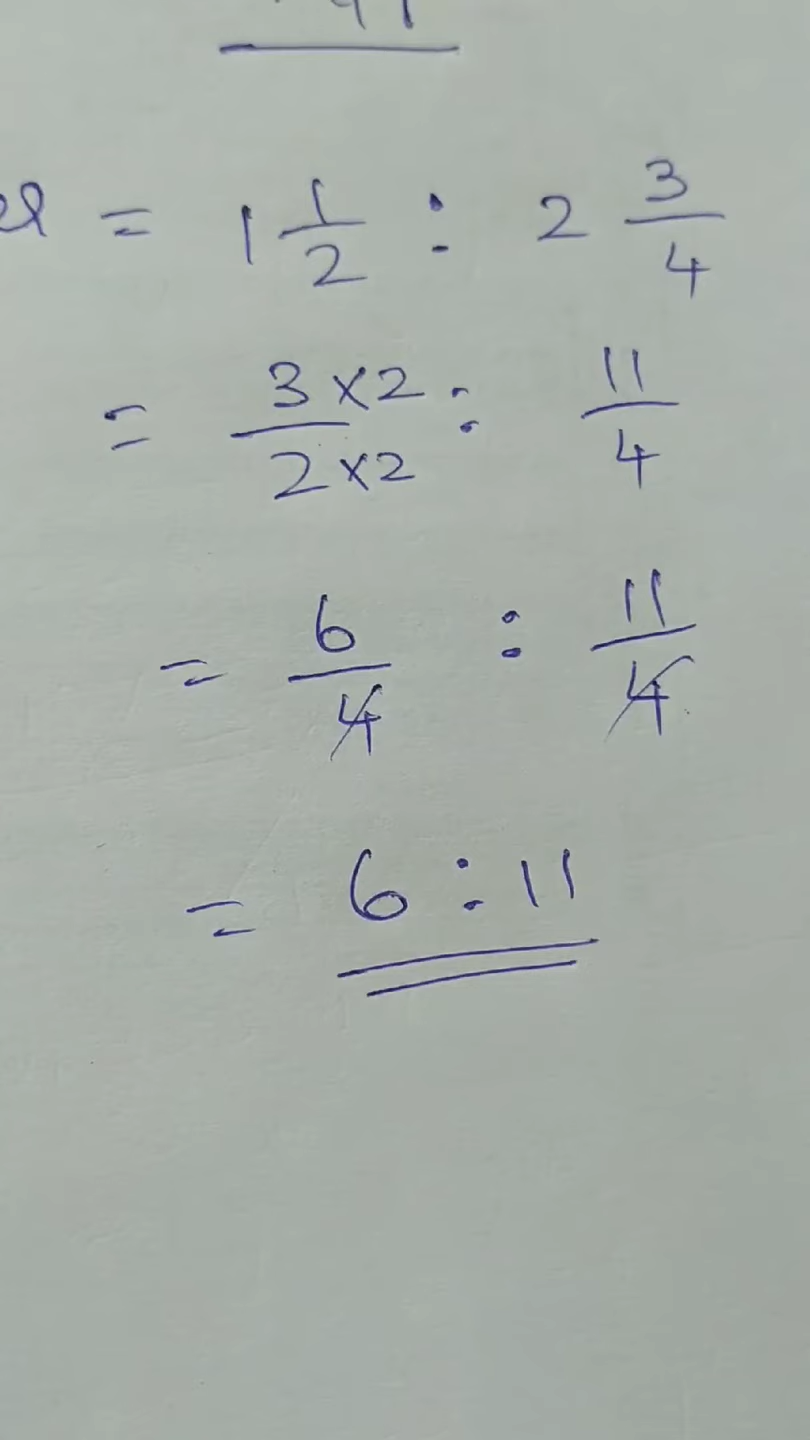 = 1 1/2 : 2 3/4
= 3×2/2×2 : 11/4
= 6/4 : 11/4
= 6 : 11